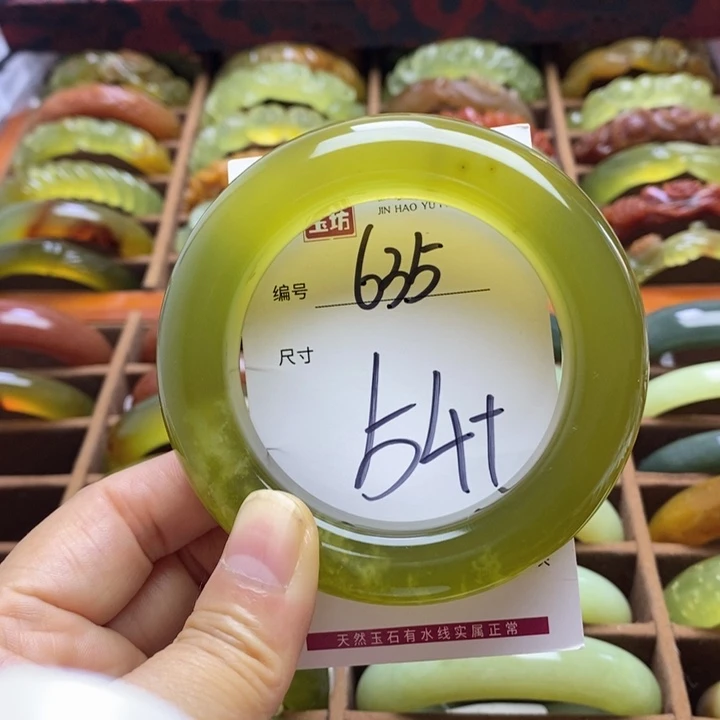 玉坊
JIN HAO YU
编号 635
尺寸 54+
天然玉石有水线实属正常